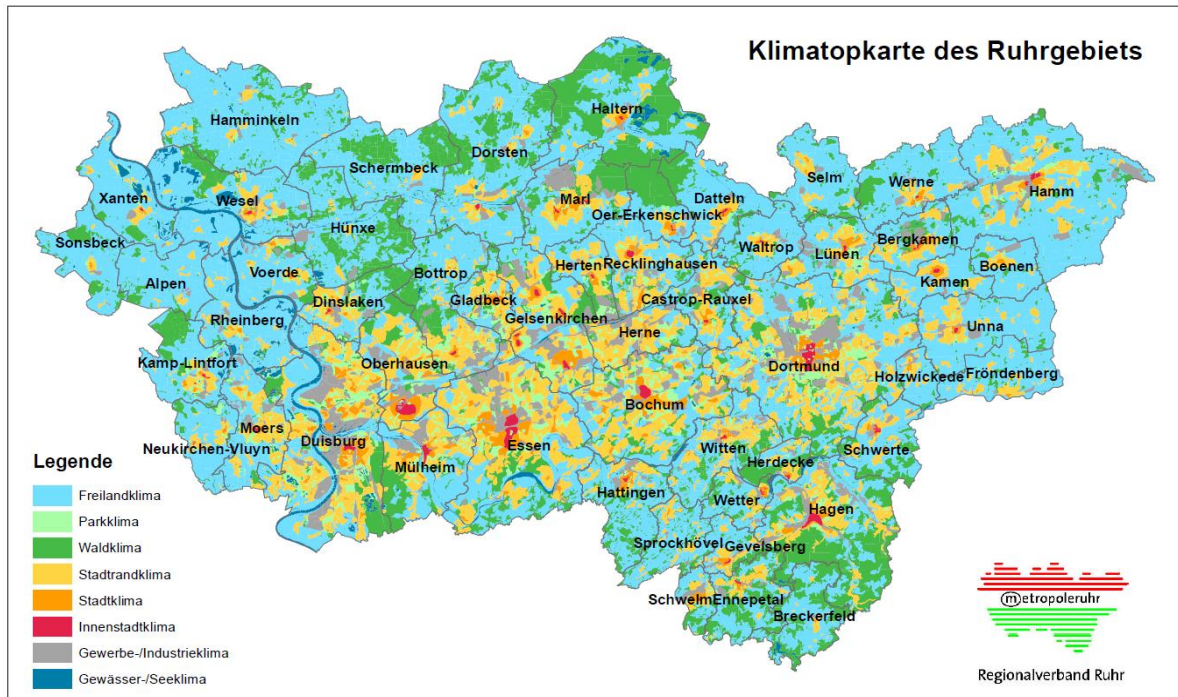 Klimatopkarte des Ruhrgebiets
Haltern
Hamminkeln
Dorsten
Schermbeck
Selm
Werne
Hamm
Xanten
Wesel
Marl
Datteln
Oer-Erkenschwick
Hünxe
Sonsbeck
Waltrop
Lünen
Bergkamen
Boenen
Voerde
Bottrop
Herten
Recklinghausen
Kamen
Alpen
Dinslaken
Gladbeck
Castrop-Rauxel
Gelsenkirchen
Rheinberg
Herne
Unna
Kamp-Lintfort
Oberhausen
Dortmund
Holzwickede
Fröndenberg
Bochum
Moers
Duisburg
Essen
Neukirchen-Vluyn
Mülheim
Witten
Schwerte
Herdecke
Hattingen
Wetter
Hagen
Sprockhövel
Gevelsberg
Schwelm
Ennepetal
Breckerfeld
Legende
Freilandklima
Parkklima
Waldklima
Stadtrandklima
Stadtklima
Innenstadtklima
Gewerbe-/Industrieklima
Gewässer-/Seeklima
metropoleruhr
Regionalverband Ruhr